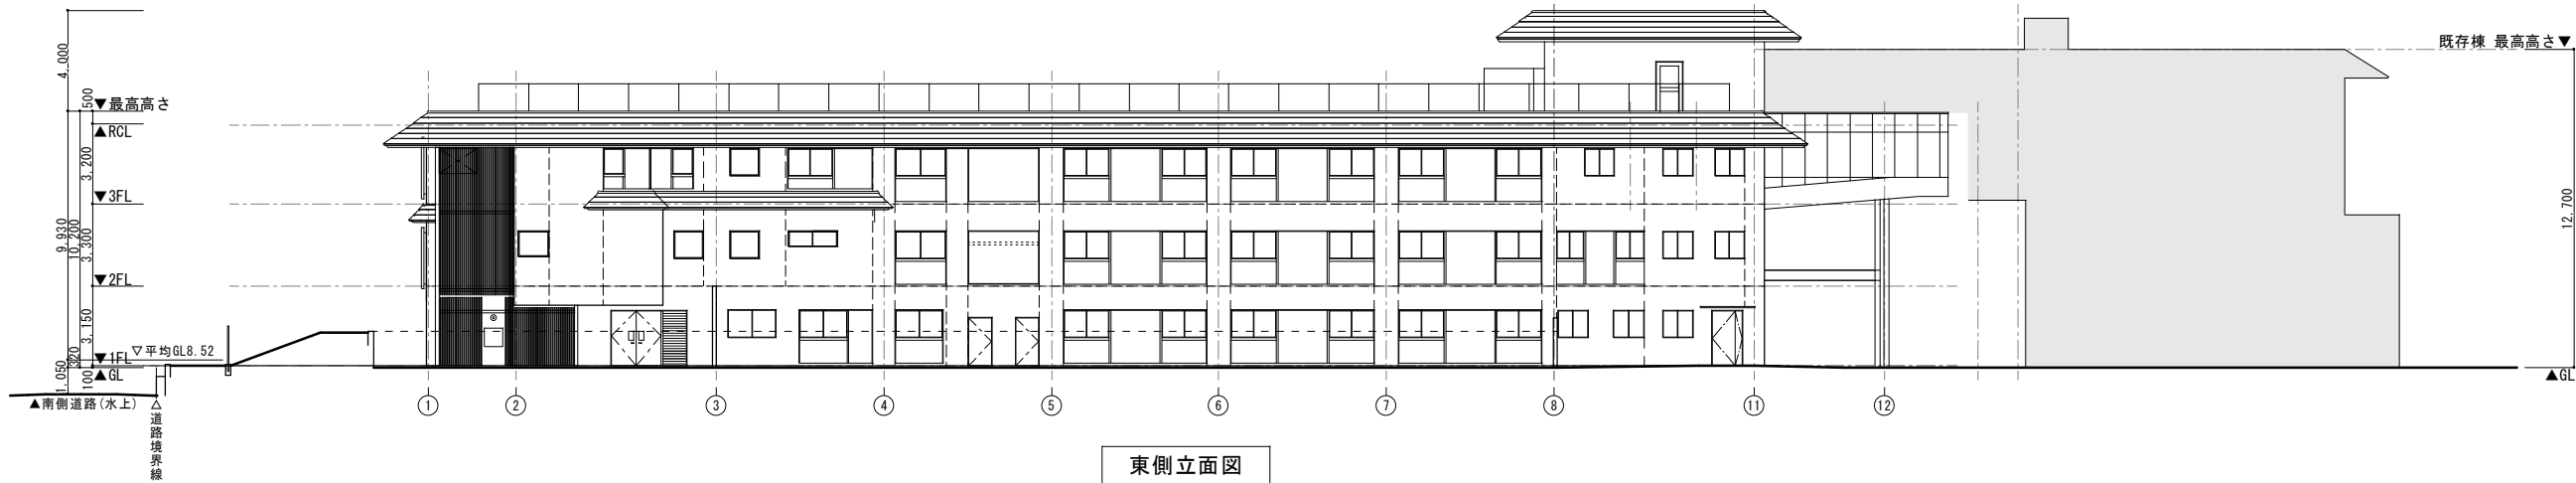 4,000
500
3,200
3,300
3,150
320
100
9,930
10,200
1,050
▼最高高さ
▲RCL
▼3FL
▼2FL
▼1FL
▽平均GL8.52
▲GL
▲南側道路(水上)
△道路境界線
① ② ③ ④ ⑤ ⑥ ⑦ ⑧ ⑪ ⑫
既存棟 最高高さ▼
12,700
▲GL
東側立面図